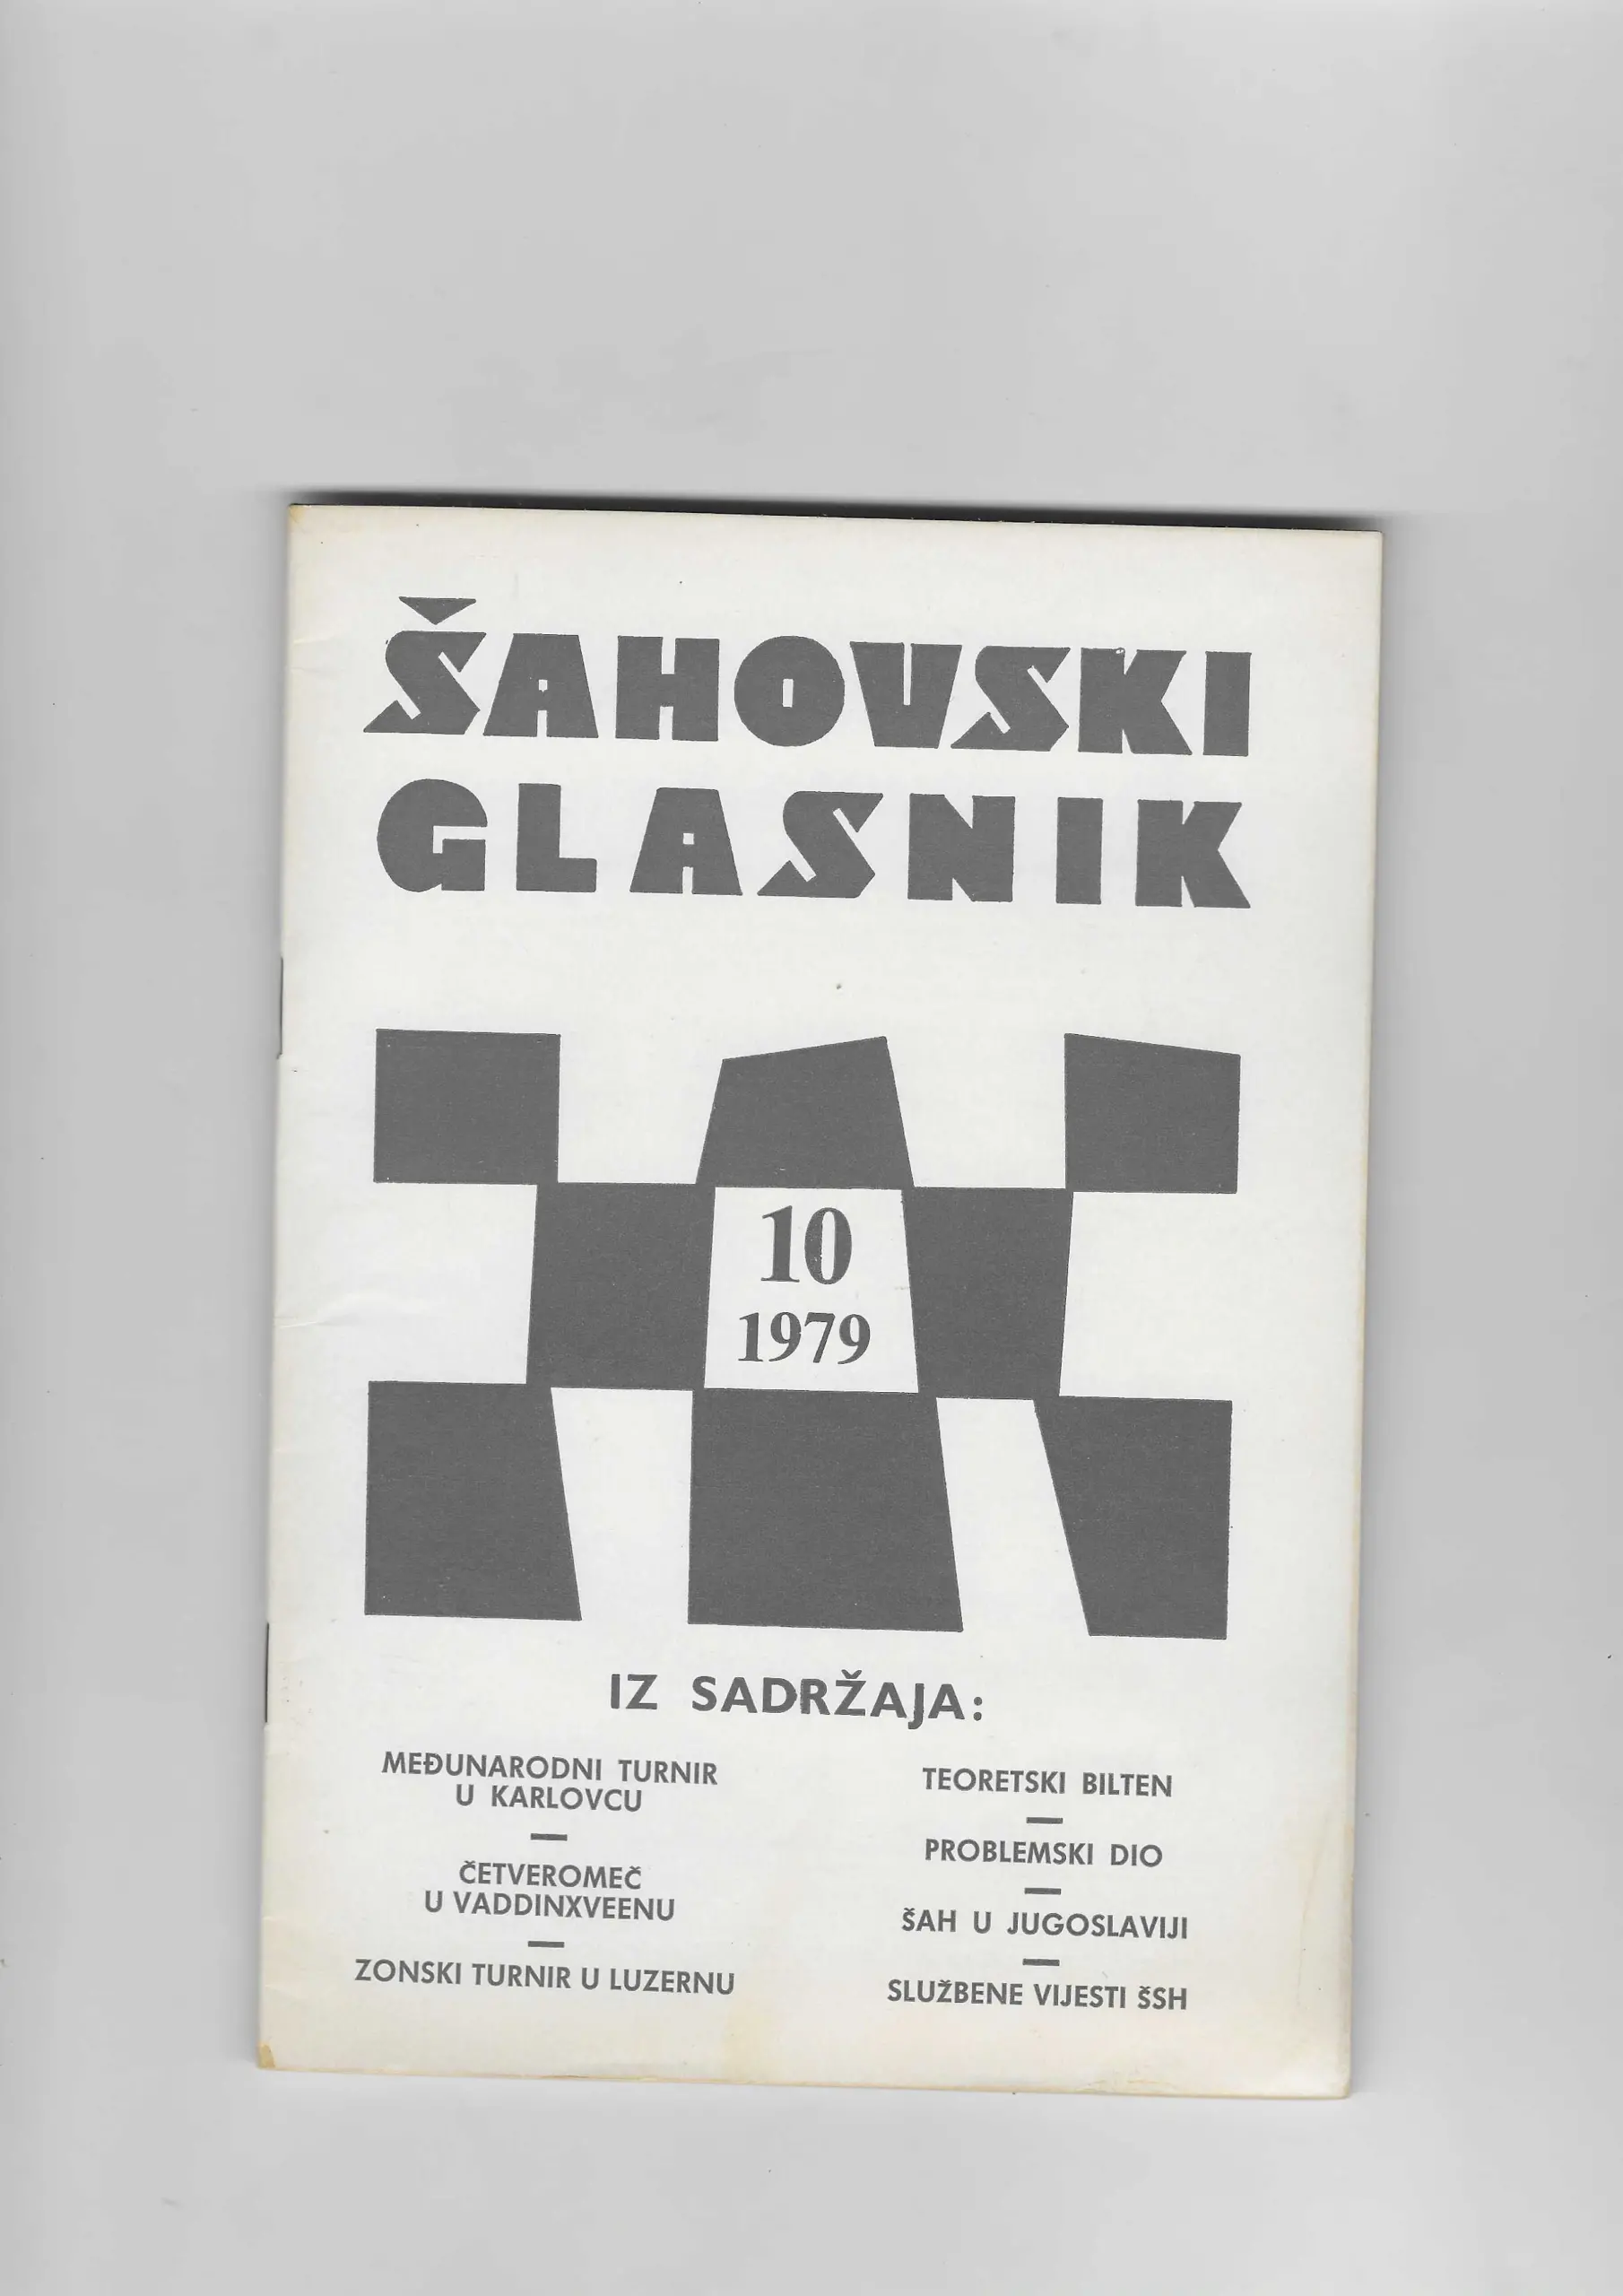 ŠAHOVSKI
GLASNIK
10
1979
IZ SADRŽAJA:
MEĐUNARODNI TURNIR
U KARLOVCU
ČETVEROMEČ
U VADDINXVEENU
ZONSKI TURNIR U LUZERNU
TEORETSKI BILTEN
PROBLEMSKI DIO
ŠAH U JUGOSLAVIJI
SLUŽBENE VIJESTI ŠSH